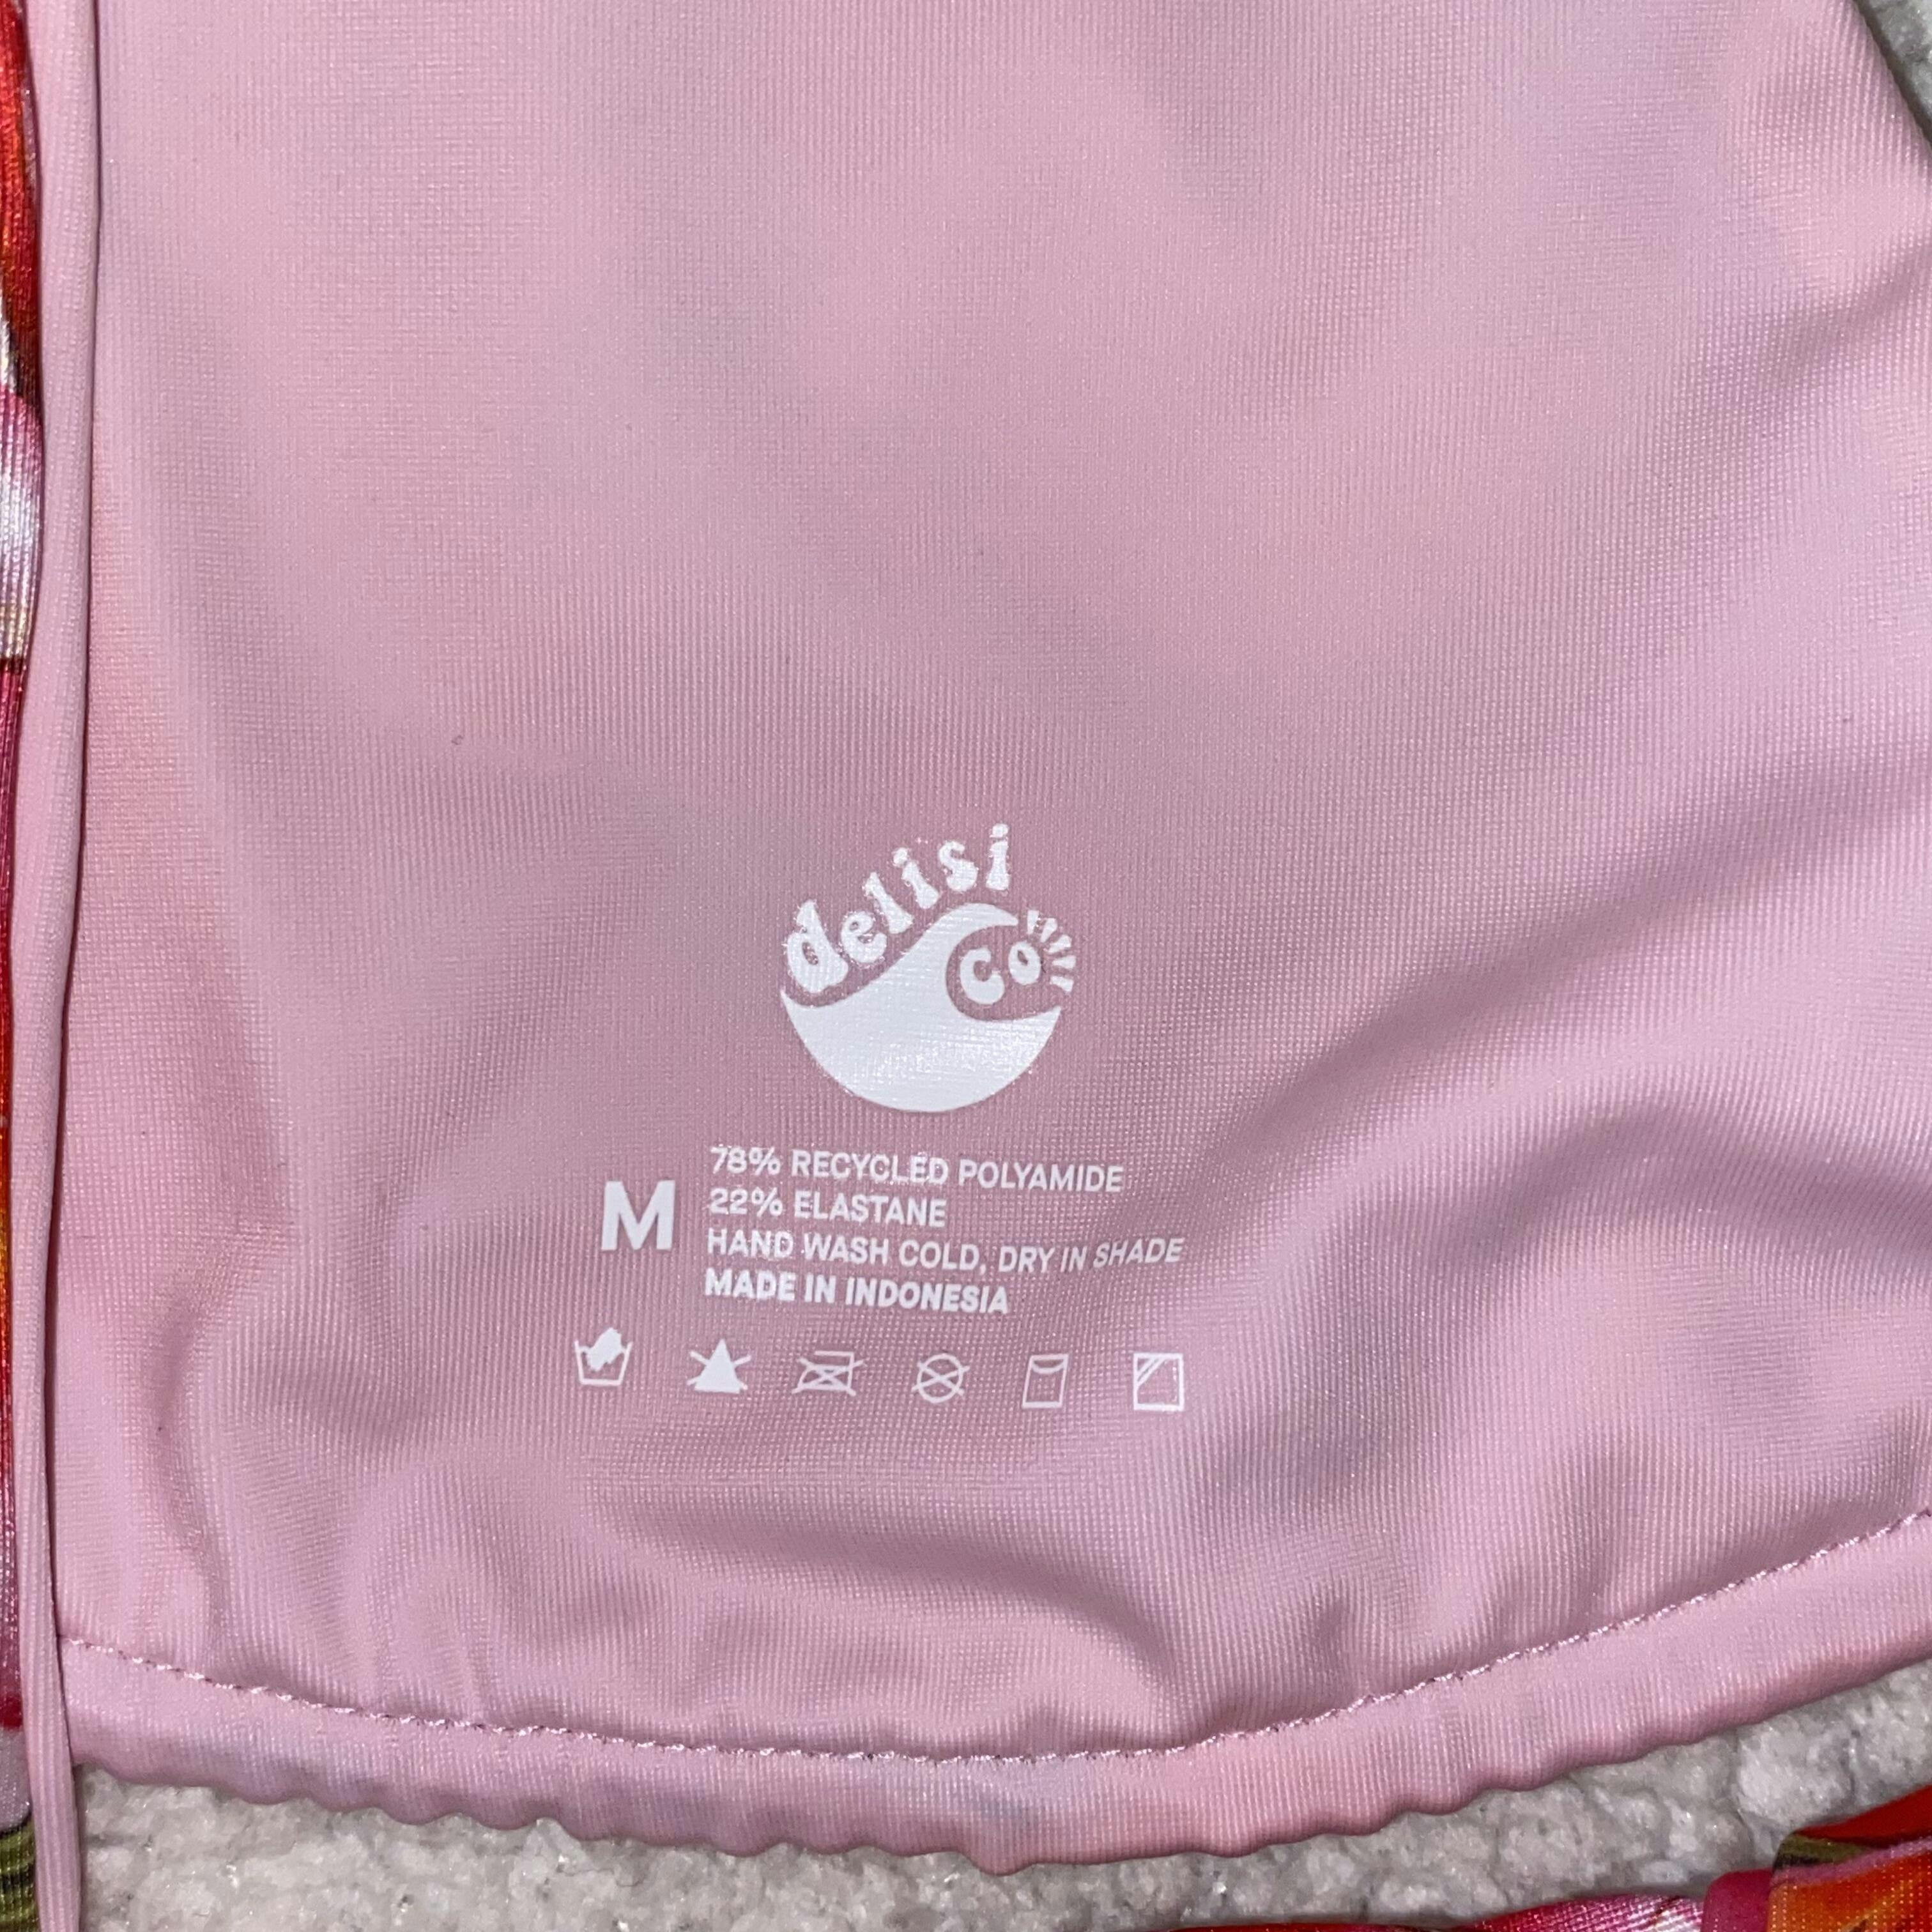 delisi
co
M
78% RECYCLED POLYAMIDE
22% ELASTANE
HAND WASH COLD, DRY IN SHADE
MADE IN INDONESIA